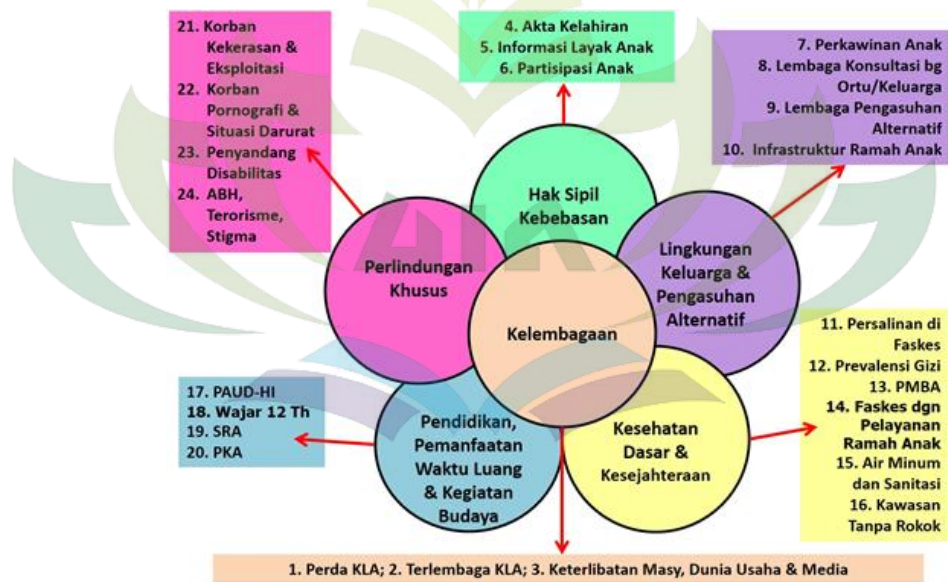 21. Korban
Kekerasan &
Eksploitasi
22. Korban
Pornografi &
Situasi Darurat
23. Penyandang
Disabilitas
24. ABH,
Terorisme,
Stigma
4. Akta Kelahiran
5. Informasi Layak Anak
6. Partisipasi Anak
7. Perkawinan Anak
8. Lembaga Konsultasi bg
Ortu/Keluarga
9. Lembaga Pengasuhan
Alternatif
10. Infrastruktur Ramah Anak
Hak Sipil
Kebebasan
Perlindungan
Khusus
Lingkungan
Keluarga &
Pengasuhan
Alternatif
Kelembagaan
Pendidikan,
Pemanfaatan
Waktu Luang
& Kegiatan
Budaya
Kesehatan
Dasar &
Kesejahteraan
17. PAUD-HI
18. Wajar 12 Th
19. SRA
20. PKA
11. Persalinan di
Faskes
12. Prevalensi Gizi
13. PMBA
14. Faskes dgn
Pelayanan
Ramah Anak
15. Air Minum
dan Sanitasi
16. Kawasan
Tanpa Rokok
1. Perda KLA; 2. Terlembaga KLA; 3. Keterlibatan Masy, Dunia Usaha & Media